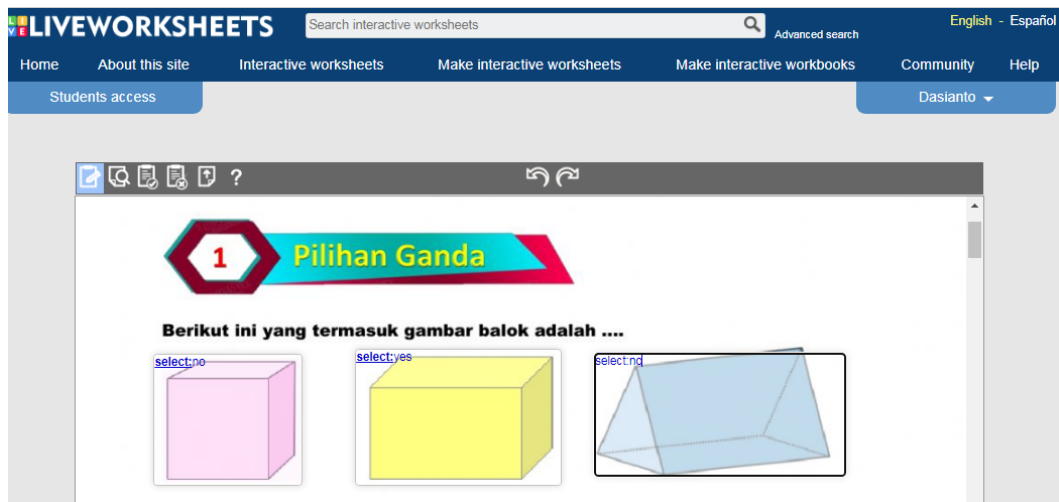 LIVEWORKSHEETS
Search interactive worksheets
Advanced search
English - Español
Home About this site Interactive worksheets Make interactive worksheets Make interactive workbooks Community Help
Students access
Dasianto
?
1
Pilihan Ganda
Berikut ini yang termasuk gambar balok adalah ....
select:no
select:yes
select:no